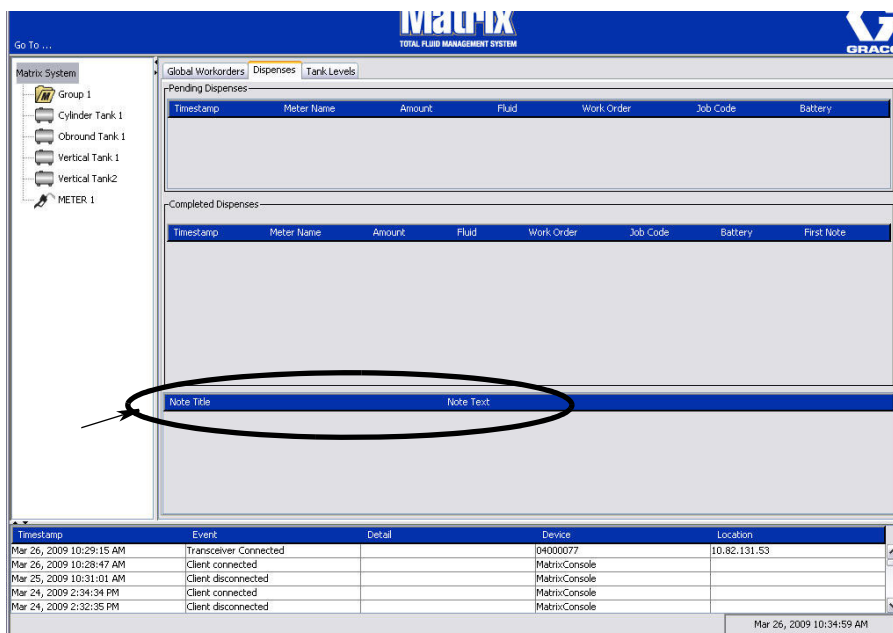 Matrix
TOTAL FLUID MANAGEMENT SYSTEM
GRACO
Go To ...
Matrix System
Group 1
Cylinder Tank 1
Obround Tank 1
Vertical Tank 1
Vertical Tank2
METER 1
Global Workorders Dispenses Tank Levels
Pending Dispenses
Timestamp Meter Name Amount Fluid Work Order Job Code Battery
Completed Dispenses
Timestamp Meter Name Amount Fluid Work Order Job Code Battery First Note
Note Title Note Text
Timestamp Event Detail Device Location
Mar 26, 2009 10:29:15 AM Transceiver Connected 04000077 10.82.131.53
Mar 26, 2009 10:28:47 AM Client connected MatrixConsole
Mar 25, 2009 10:31:01 AM Client disconnected MatrixConsole
Mar 24, 2009 2:34:34 PM Client connected MatrixConsole
Mar 24, 2009 2:32:35 PM Client disconnected MatrixConsole
Mar 26, 2009 10:34:59 AM